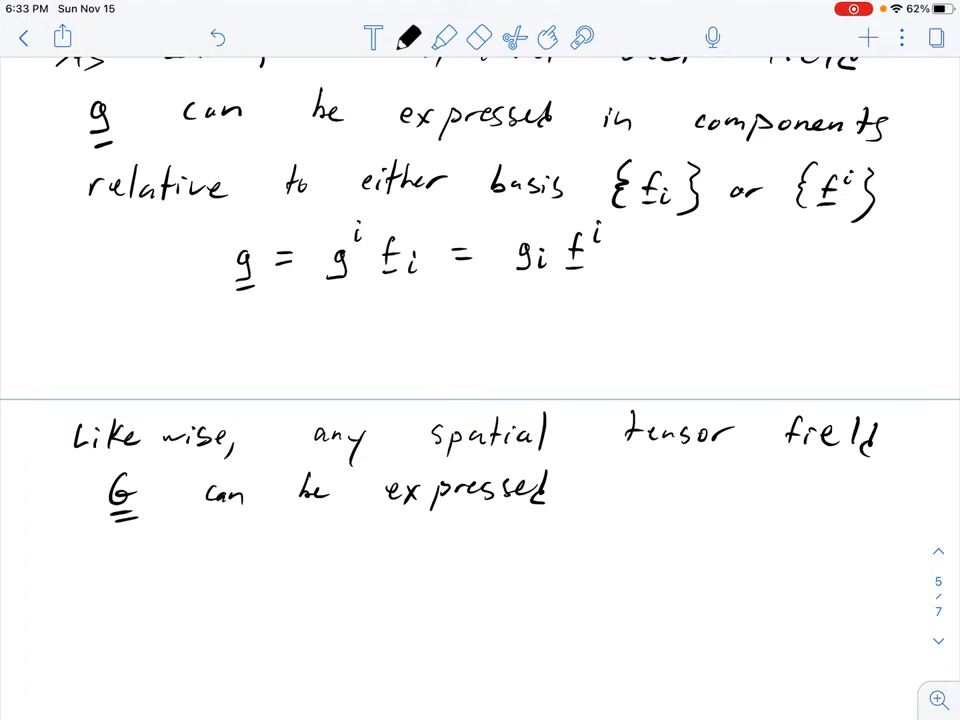 6:33 PM Sun Nov 15 62%
g can be expressed in components
relative to either basis {f_i} or {f^i}
g = g^i f_i = g_i f^i
Likewise, any spatial tensor field
G can be expressed
5
/
7